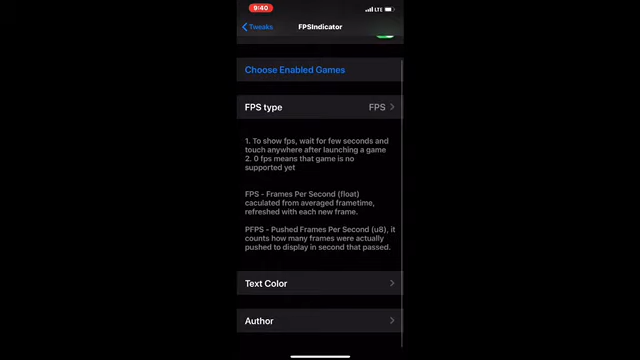 9:40
LTE
Tweaks
FPSIndicator
Choose Enabled Games
FPS type
FPS
1. To show fps, wait for few seconds and
touch anywhere after launching a game
2. 0 fps means that game is no
supported yet
FPS - Frames Per Second (float)
caculated from averaged frametime,
refreshed with each new frame.
PFPS - Pushed Frames Per Second (u8), it
counts how many frames were actually
pushed to display in second that passed.
Text Color
Author